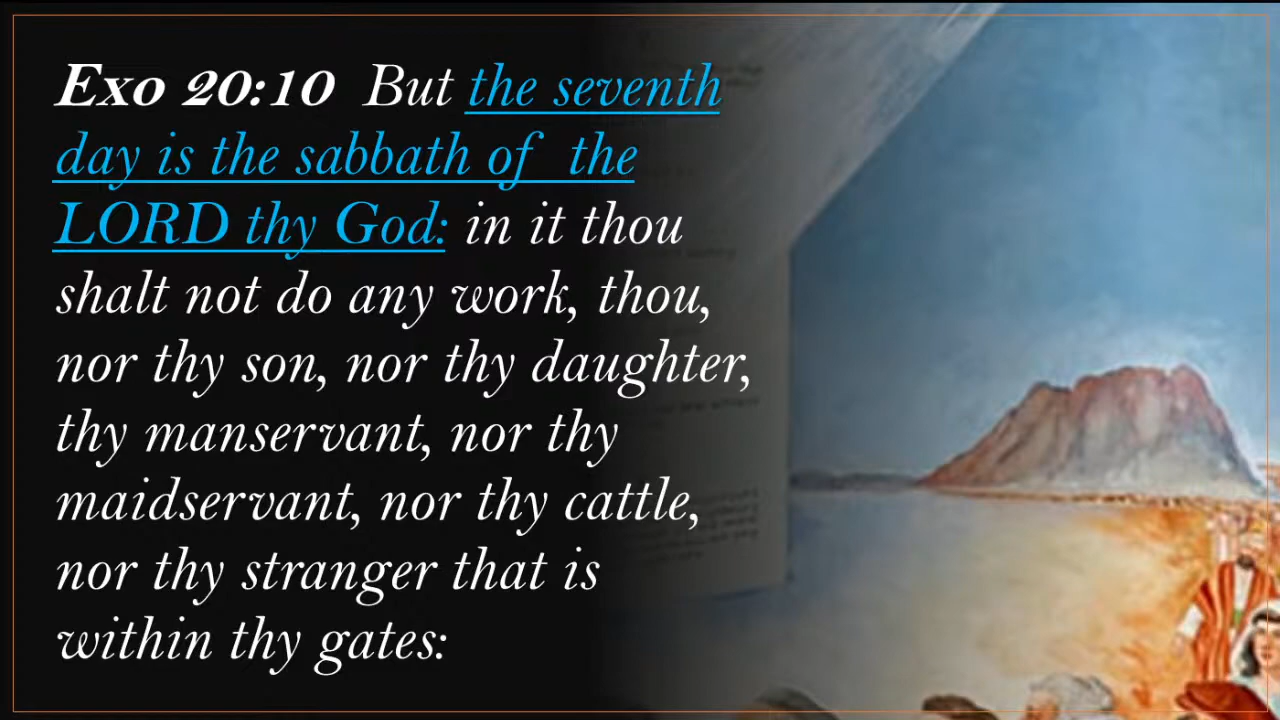 Exo 20:10 But the seventh
day is the sabbath of the
LORD thy God: in it thou
shalt not do any work, thou,
nor thy son, nor thy daughter,
thy manservant, nor thy
maidservant, nor thy cattle,
nor thy stranger that is
within thy gates: